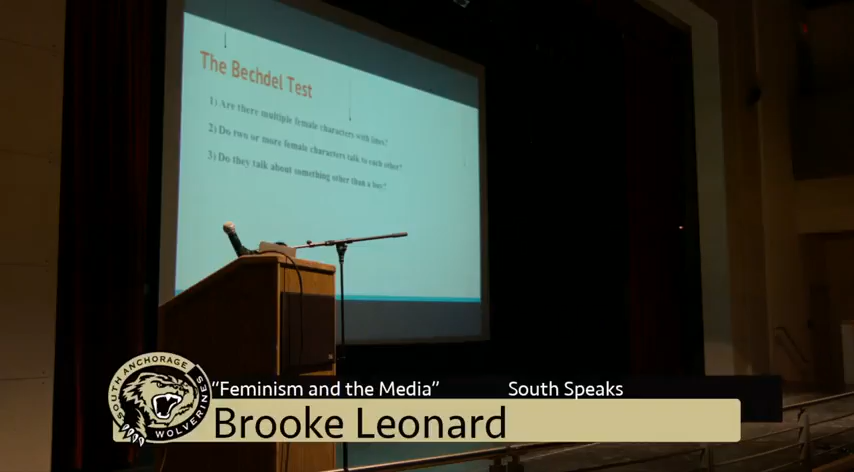 The Bechdel Test
1) Are there multiple female characters with lines?
2) Do two or more female characters talk to each other?
3) Do they talk about something other than a boy?
SOUTH ANCHORAGE
WOLVERINES
“Feminism and the Media”
South Speaks
Brooke Leonard